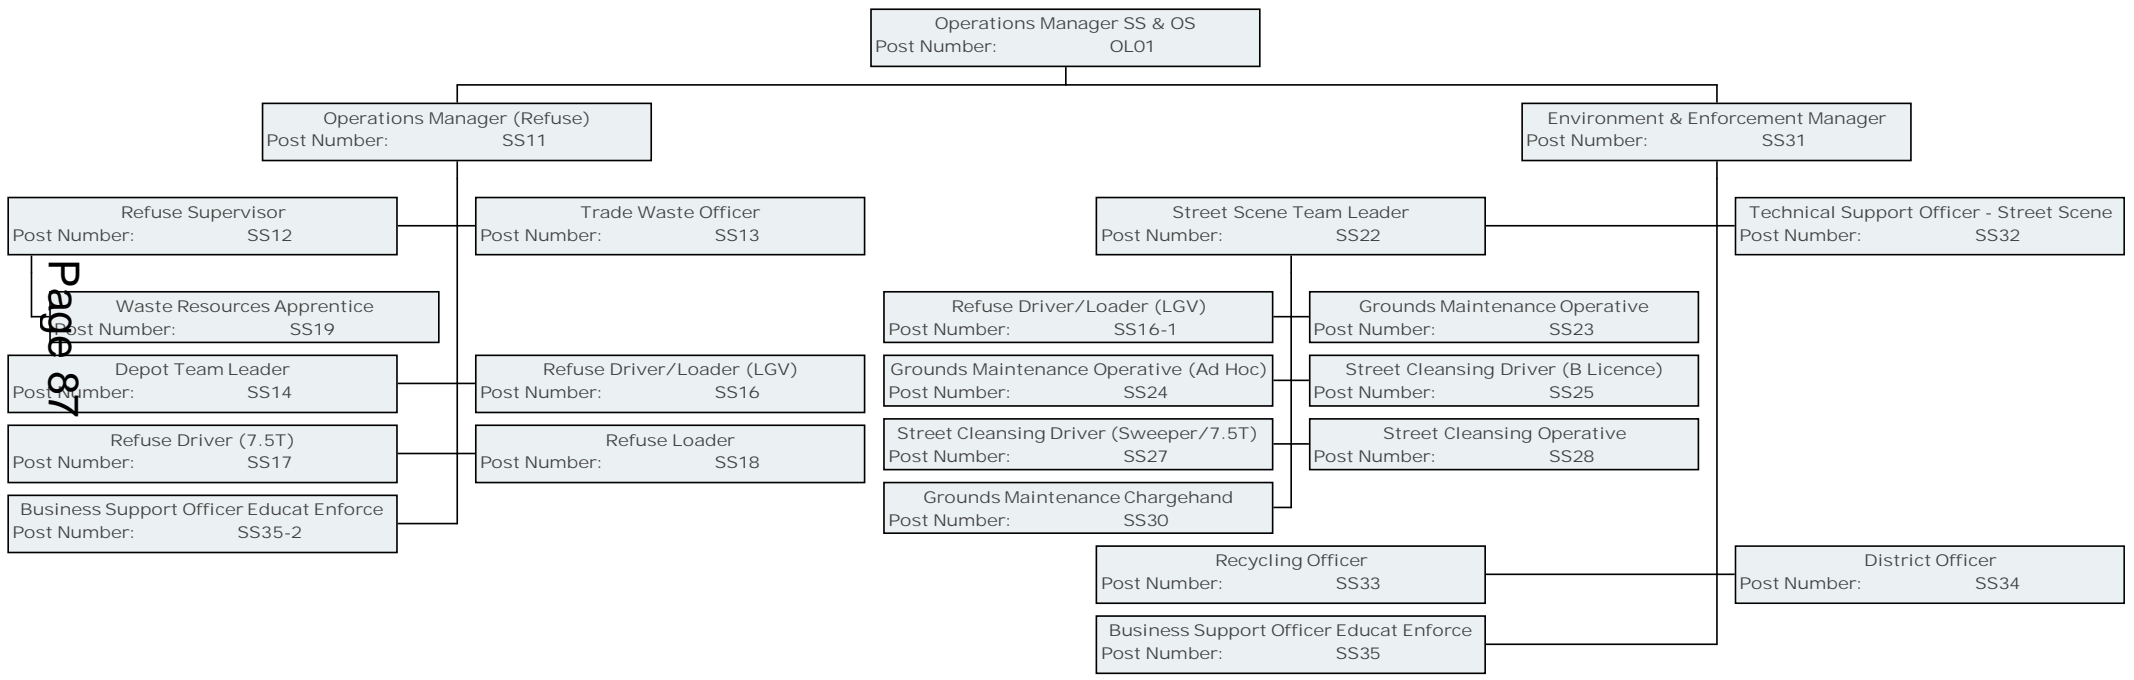 Operations Manager SS & OS
Post Number: OL01
Operations Manager (Refuse)
Post Number: SS11
Environment & Enforcement Manager
Post Number: SS31
Refuse Supervisor
Post Number: SS12
Trade Waste Officer
Post Number: SS13
Street Scene Team Leader
Post Number: SS22
Technical Support Officer - Street Scene
Post Number: SS32
Waste Resources Apprentice
Post Number: SS19
Refuse Driver/Loader (LGV)
Post Number: SS16-1
Grounds Maintenance Operative
Post Number: SS23
Depot Team Leader
Post Number: SS14
Refuse Driver/Loader (LGV)
Post Number: SS16
Grounds Maintenance Operative (Ad Hoc)
Post Number: SS24
Street Cleansing Driver (B Licence)
Post Number: SS25
Refuse Driver (7.5T)
Post Number: SS17
Refuse Loader
Post Number: SS18
Street Cleansing Driver (Sweeper/7.5T)
Post Number: SS27
Street Cleansing Operative
Post Number: SS28
Business Support Officer Educat Enforce
Post Number: SS35-2
Grounds Maintenance Chargehand
Post Number: SS30
Recycling Officer
Post Number: SS33
District Officer
Post Number: SS34
Business Support Officer Educat Enforce
Post Number: SS35
Page 87